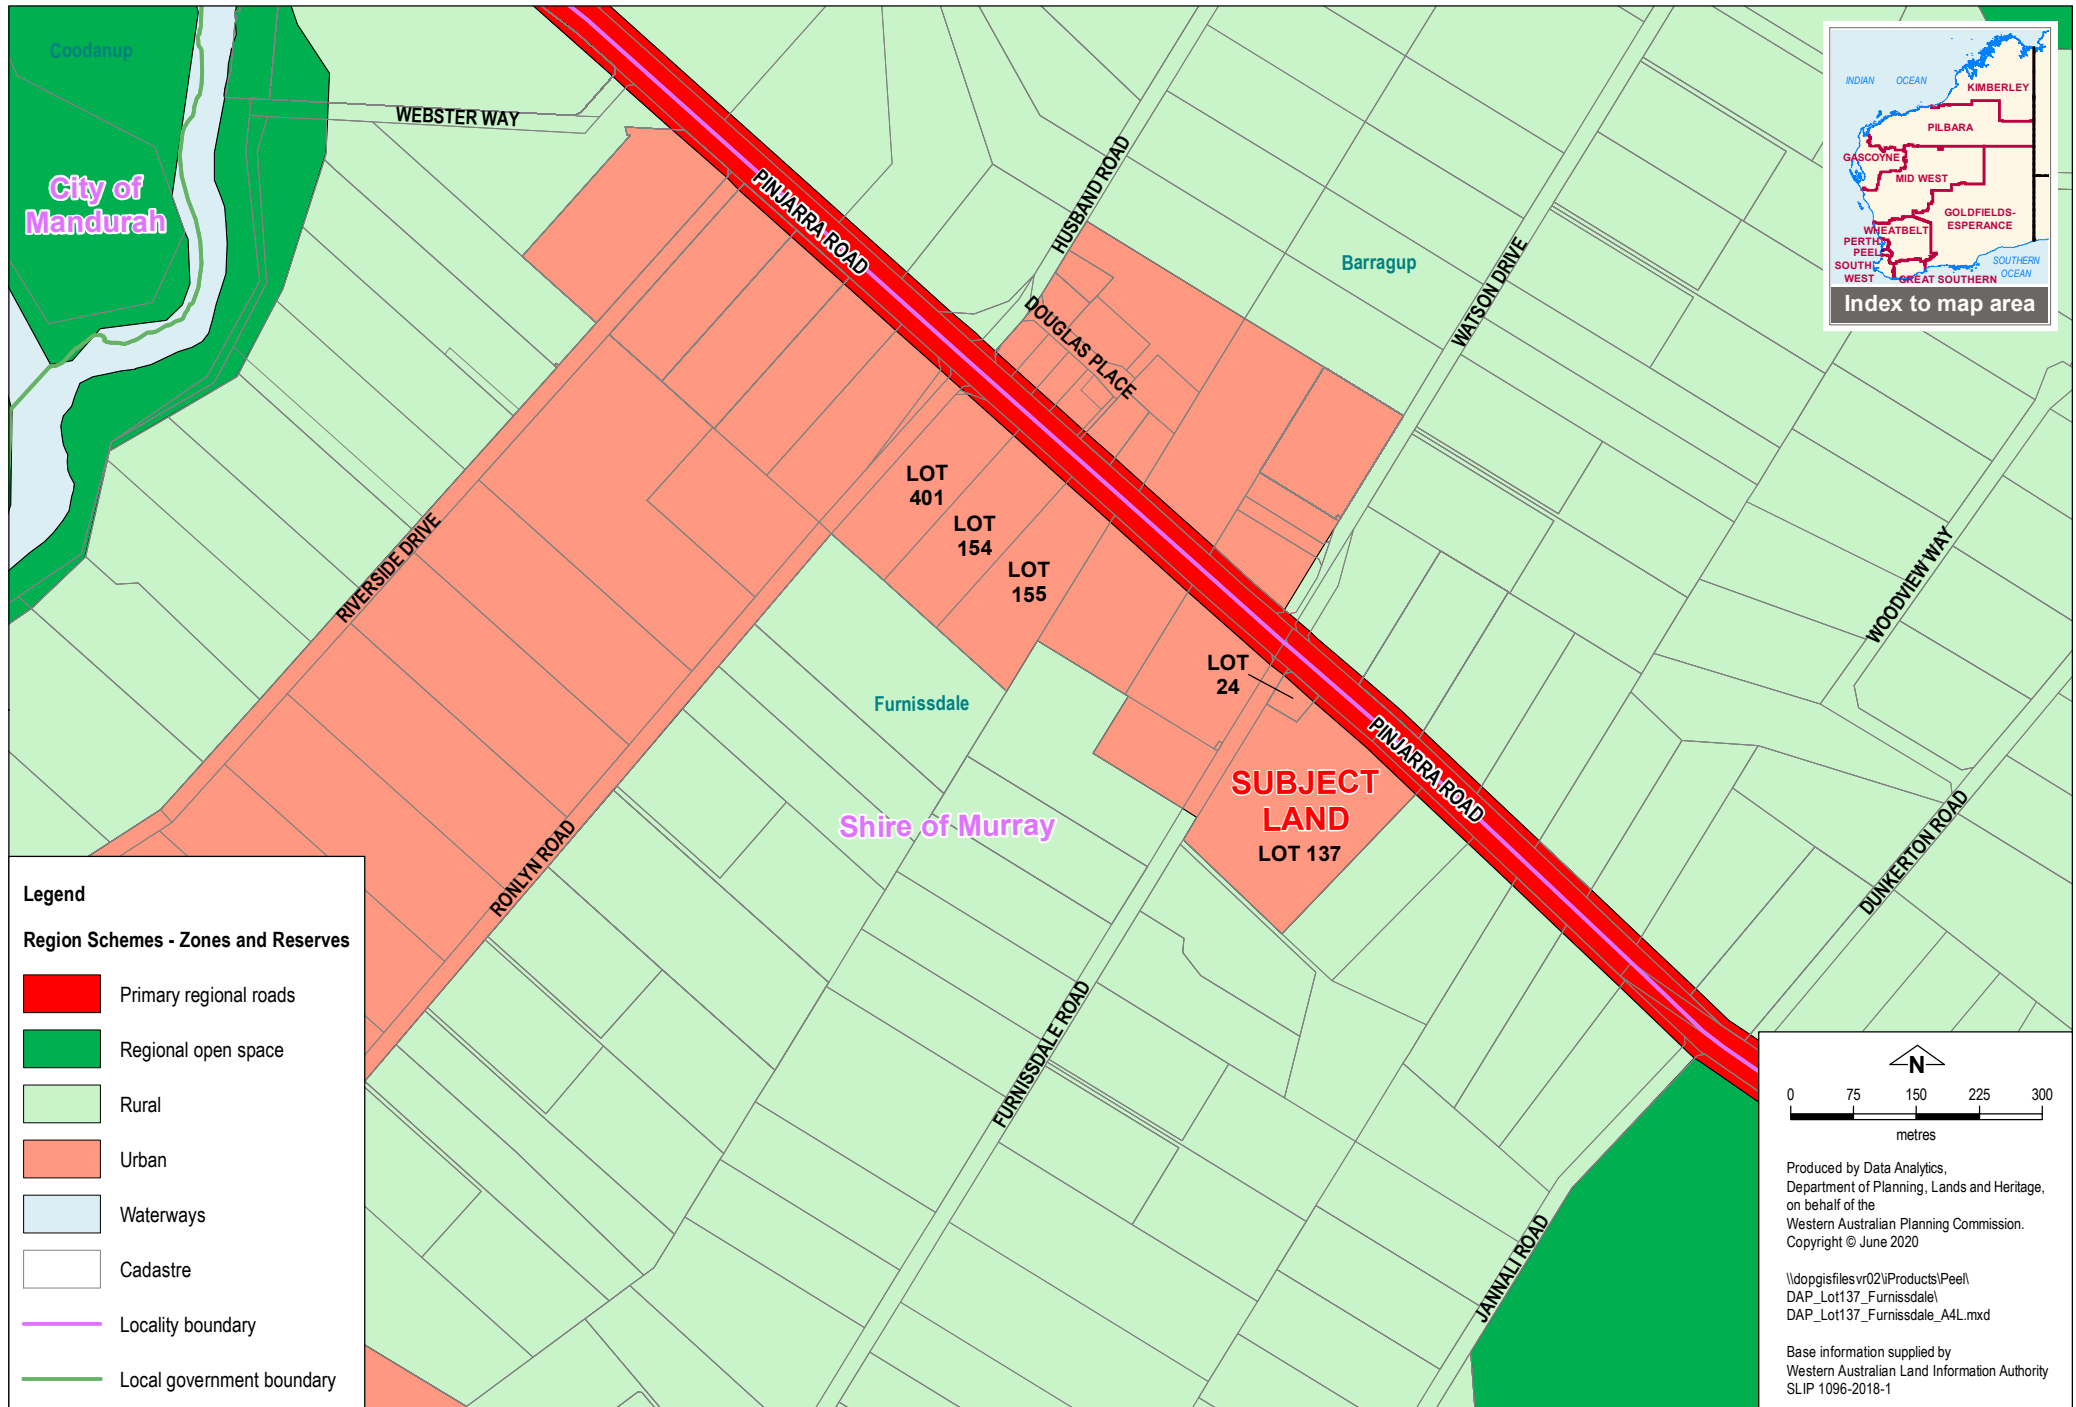 Coodanup
WEBSTER WAY
City of
Mandurah
PINJARRA ROAD
HUSBAND ROAD
DOUGLAS PLACE
Barragup
WATSON DRIVE
INDIAN OCEAN
KIMBERLEY
PILBARA
GASCOYNE
MID WEST
GOLDFIELDS-
ESPERANCE
WHEATBELT
PERTH
PEEL
SOUTH
WEST
GREAT SOUTHERN
SOUTHERN
OCEAN
Index to map area
LOT
401
LOT
154
LOT
155
RIVERSIDE DRIVE
WOODVIEW WAY
LOT
24
Furnissdale
PINJARRA ROAD
SUBJECT
LAND
LOT 137
Shire of Murray
RONLYN ROAD
DUNKERTON ROAD
FURNISSDALE ROAD
JANNALI ROAD
Legend
Region Schemes - Zones and Reserves
Primary regional roads
Regional open space
Rural
Urban
Waterways
Cadastre
Locality boundary
Local government boundary
N
0 75 150 225 300
metres
Produced by Data Analytics,
Department of Planning, Lands and Heritage,
on behalf of the
Western Australian Planning Commission.
Copyright © June 2020
\\dopgisfilesvr02\iProducts\Peel\
DAP_Lot137_Furnissdale\
DAP_Lot137_Furnissdale_A4L.mxd
Base information supplied by
Western Australian Land Information Authority
SLIP 1096-2018-1